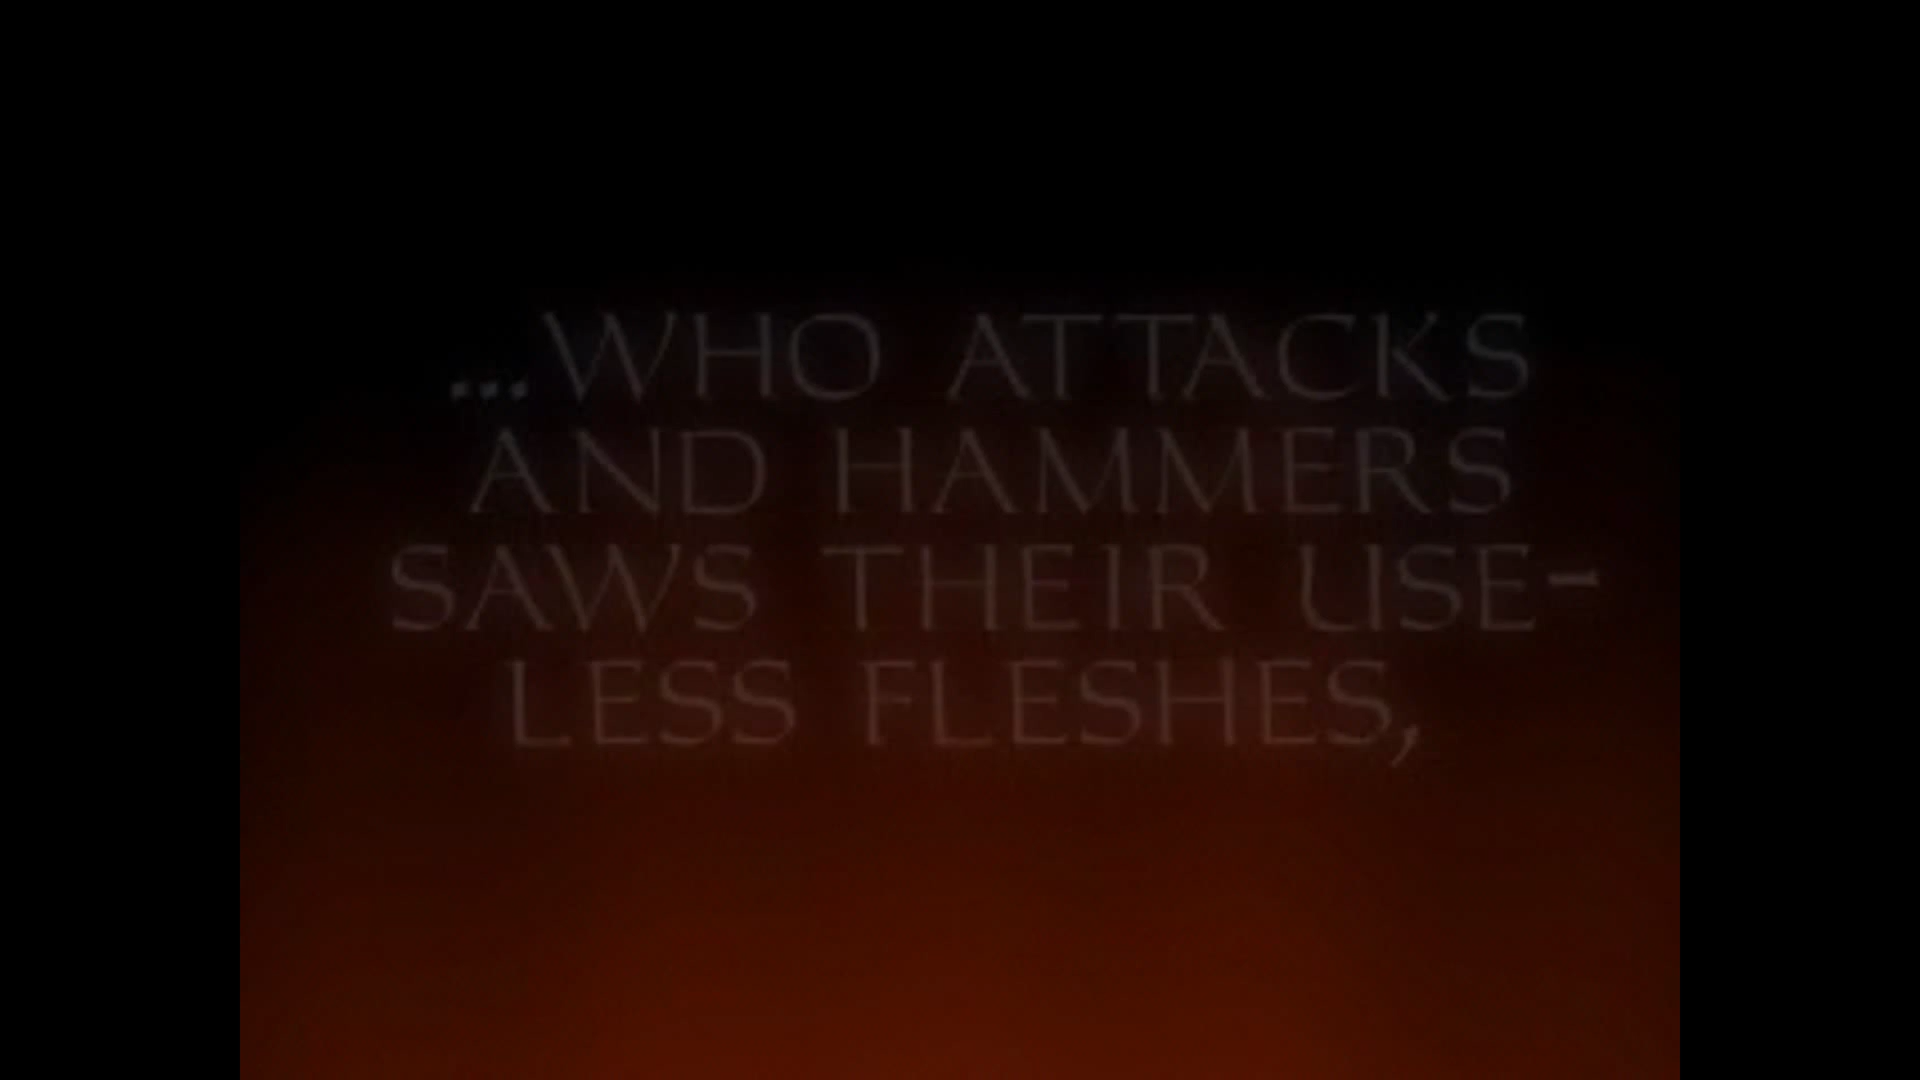 ...WHO ATTACKS
AND HAMMERS
SAWS THEIR USE-
LESS FLESHES,